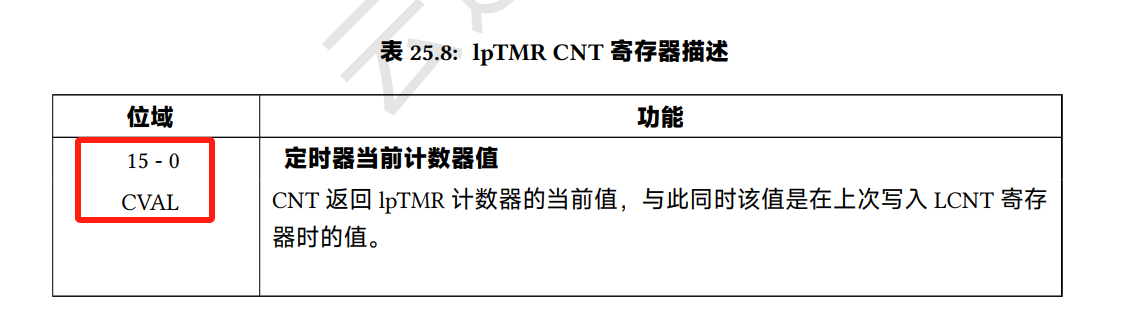 表 25.8: lpTMR CNT 寄存器描述
位域
功能
15 - 0
定时器当前计数器值
CVAL
CNT 返回 lpTMR 计数器的当前值，与此同时该值是在上次写入 LCNT 寄存
器时的值。